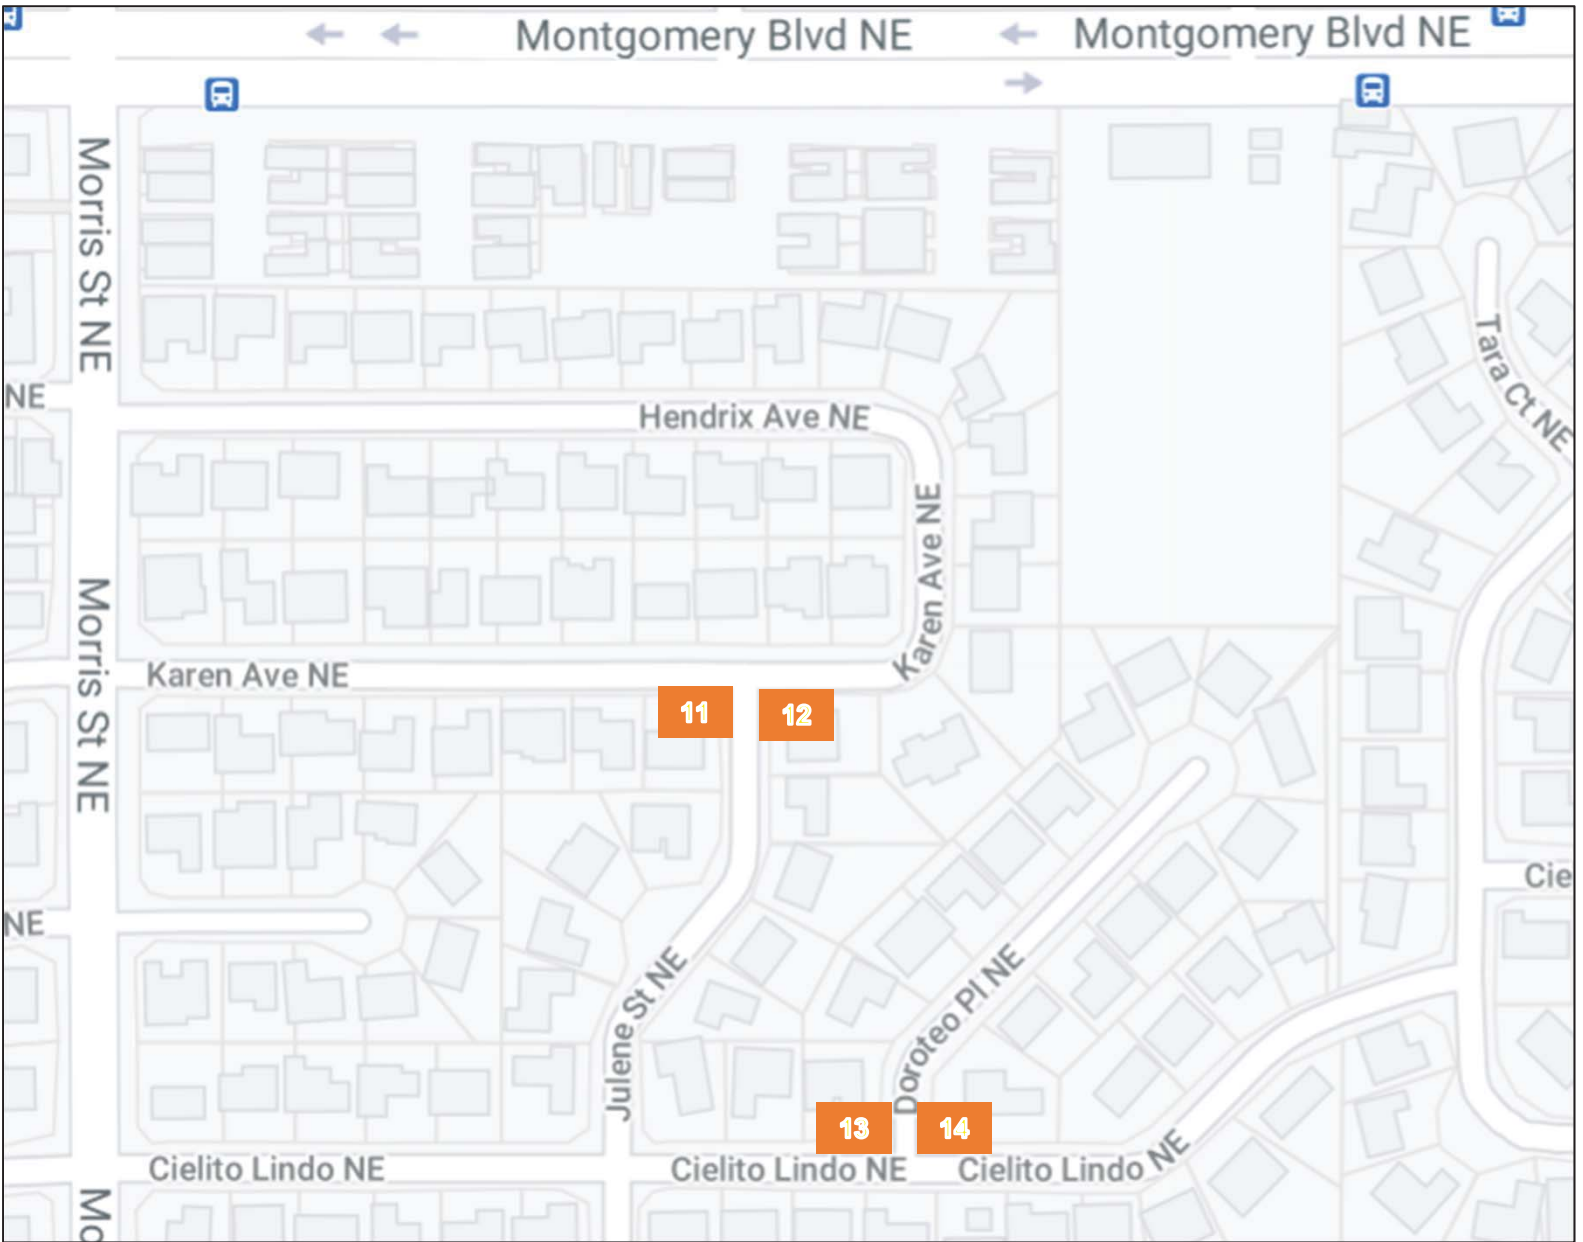 Montgomery Blvd NE
Montgomery Blvd NE
Morris St NE
NE
Hendrix Ave NE
Tara Ct NE
Karen Ave NE
Morris St NE
Karen Ave NE
11
12
Cie
NE
Julene St NE
Doroteo Pl NE
13
14
Cielito Lindo NE
Cielito Lindo NE
Cielito Lindo NE
Mo